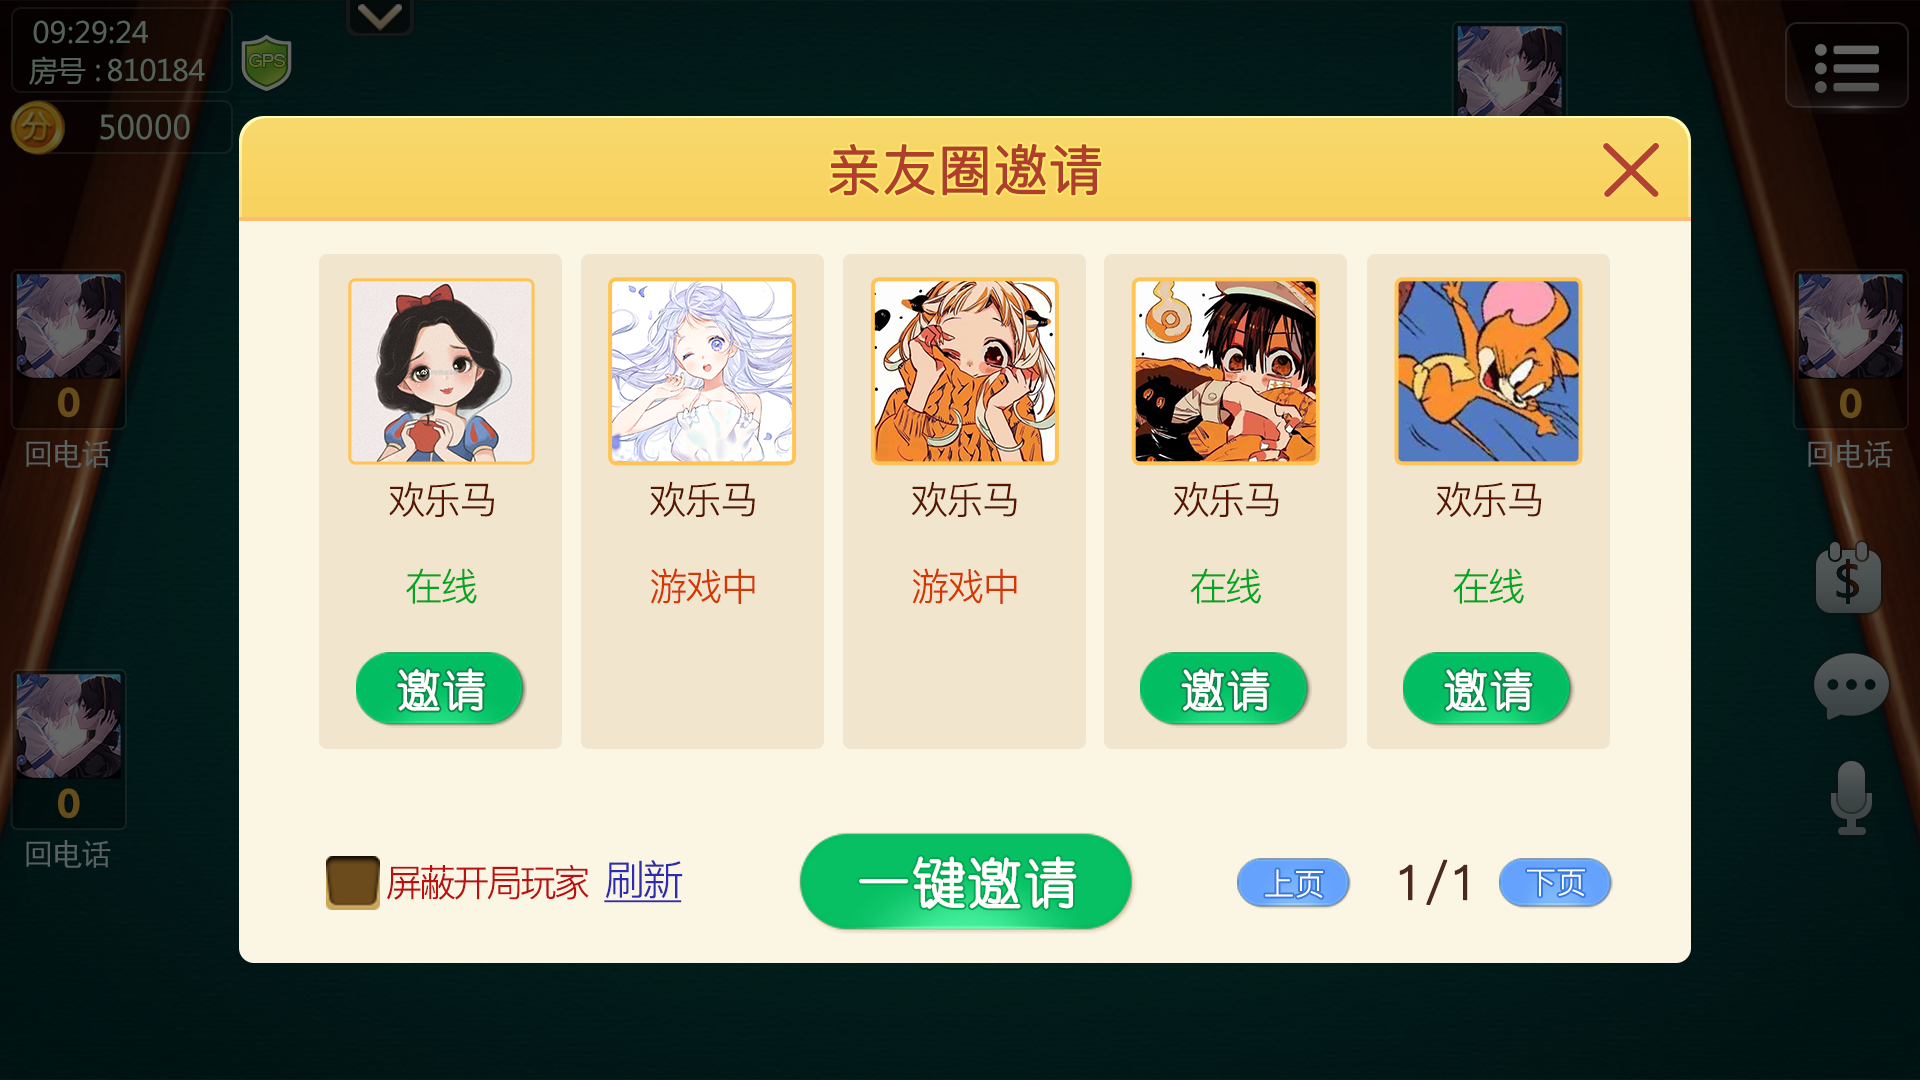 09:29:24
房号 : 810184
GPS
分
50000
亲友圈邀请
欢乐马
欢乐马
欢乐马
欢乐马
欢乐马
在线
游戏中
游戏中
在线
在线
邀请
邀请
邀请
0
回电话
0
回电话
0
回电话
$
屏蔽开局玩家 刷新
一键邀请
上页
1/1
下页